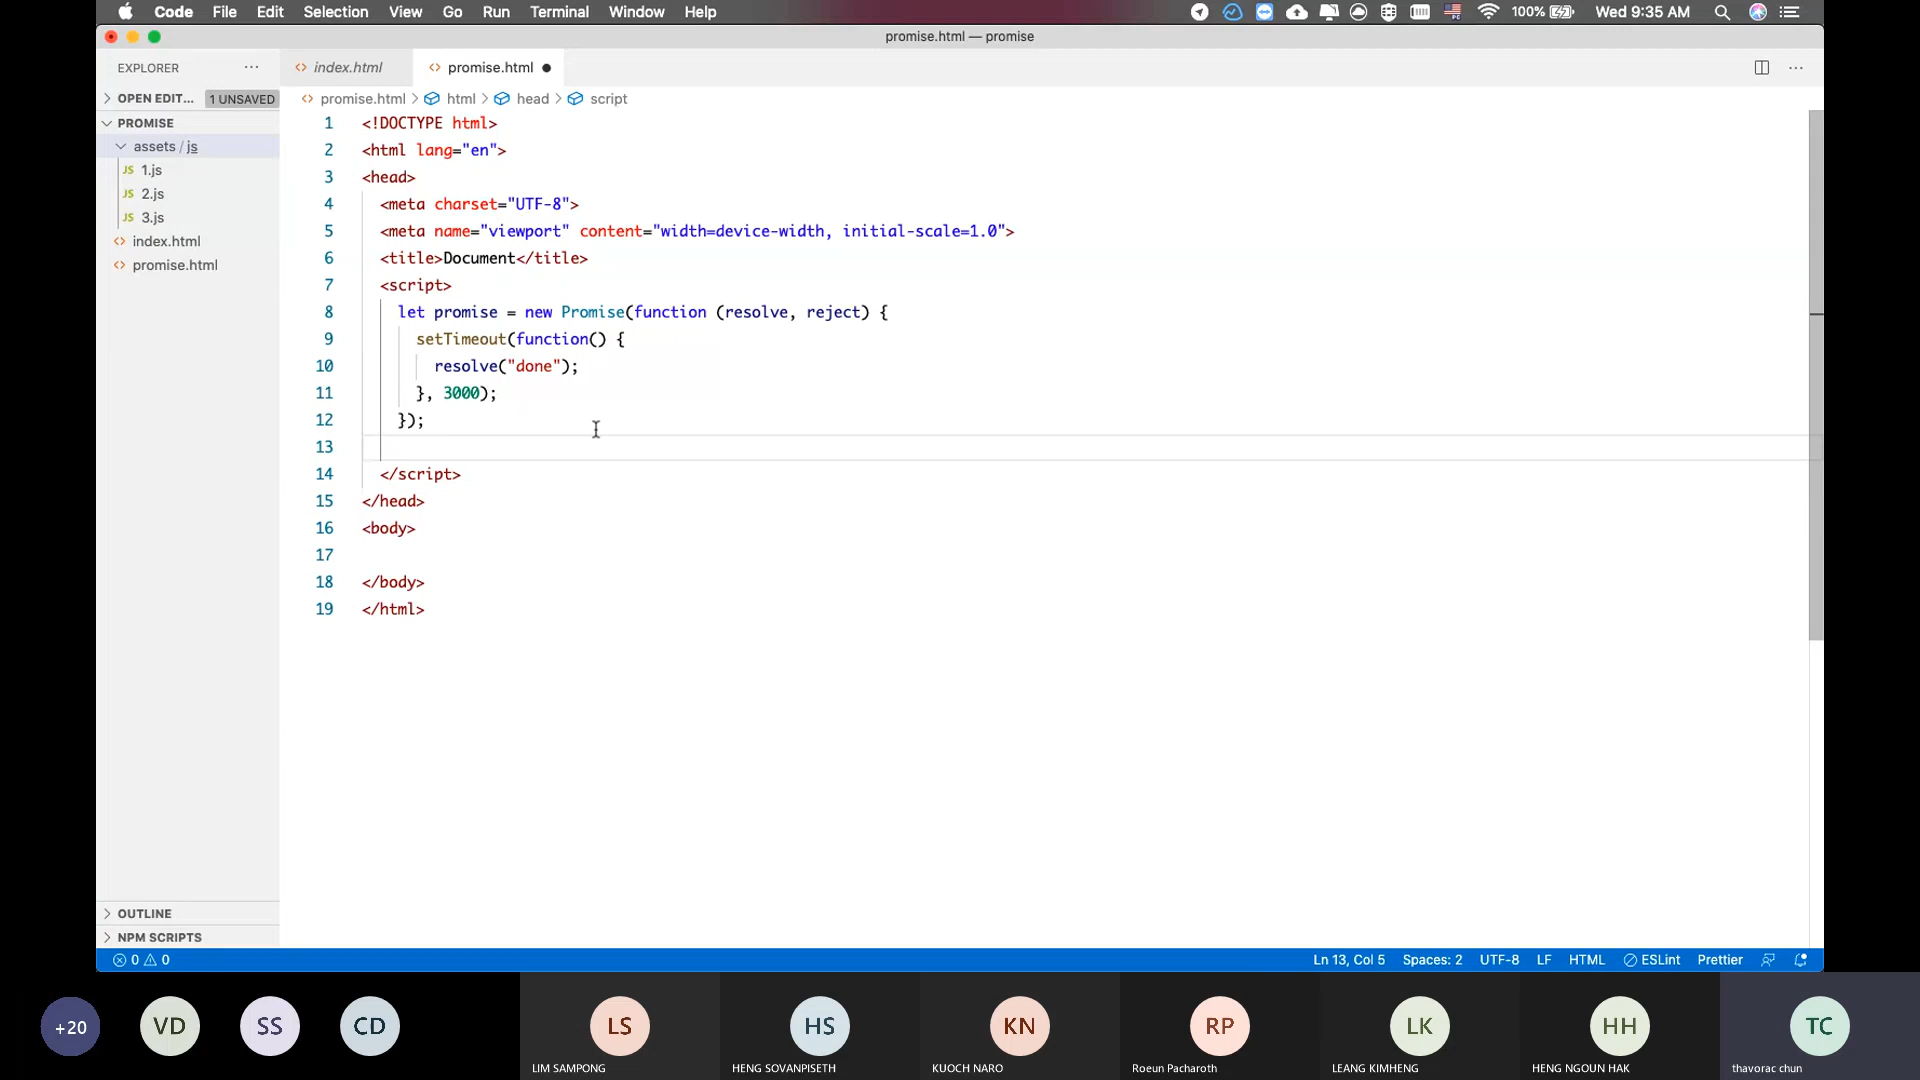 Code File Edit Selection View Go Run Terminal Window Help 100% Wed 9:35 AM
promise.html — promise
EXPLORER ··· index.html promise.html ● ···
OPEN EDIT... 1 UNSAVED promise.html > html > head > script
PROMISE
assets / js
JS 1.js
JS 2.js
JS 3.js
index.html
promise.html
1 <!DOCTYPE html>
2 <html lang="en">
3 <head>
4 <meta charset="UTF-8">
5 <meta name="viewport" content="width=device-width, initial-scale=1.0">
6 <title>Document</title>
7 <script>
8 let promise = new Promise(function (resolve, reject) {
9 setTimeout(function() {
10 resolve("done");
11 }, 3000);
12 });
13
14 </script>
15 </head>
16 <body>
17
18 </body>
19 </html>
OUTLINE
NPM SCRIPTS
0 0 Ln 13, Col 5 Spaces: 2 UTF-8 LF HTML ESLint Prettier
+20 VD SS CD LS HS KN RP LK HH TC
LIM SAMPONG HENG SOVANPISETH KUOCH NARO Roeun Pacharoth LEANG KIMHENG HENG NGOUN HAK thavorac chun